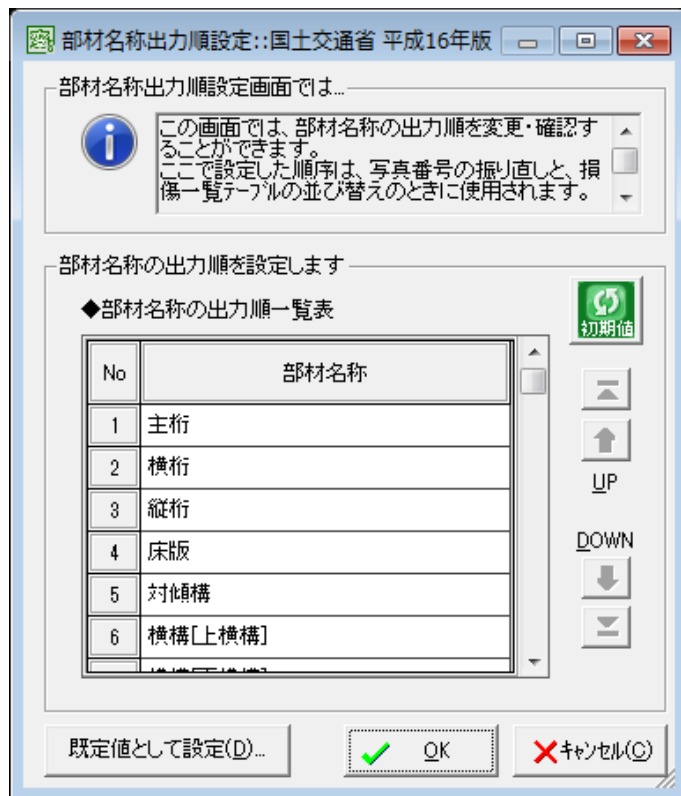 部材名称出力順設定::国土交通省 平成16年版
部材名称出力順設定画面では...
この画面では、部材名称の出力順を変更・確認す
ることができます。
ここで設定した順序は、写真番号の振り直しと、損
傷一覧テーブルの並び替えのときに使用されます。
部材名称の出力順を設定します
◆部材名称の出力順一覧表
初期値
No 部材名称
1 主桁
2 横桁
3 縦桁
4 床版
5 対傾構
6 横構[上横構]
UP
DOWN
既定値として設定(D)...
OK
キャンセル(C)